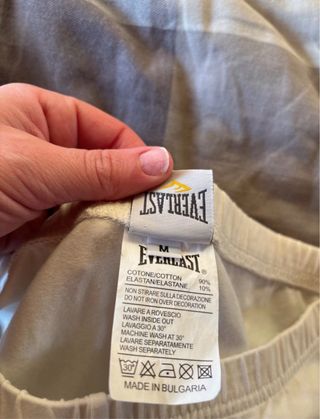 EVERLAST
M
EVERLAST
COTONE/COTTON 90%
ELASTAN/ELASTANE 10%
NON STIRARE SULLA DECORAZIONE
DO NOT IRON OVER DECORATION
LAVARE A ROVESCIO
WASH INSIDE OUT
LAVAGGIO A 30°
MACHINE WASH AT 30°
LAVARE SEPARATAMENTE
WASH SEPARATELY
30°
MADE IN BULGARIA